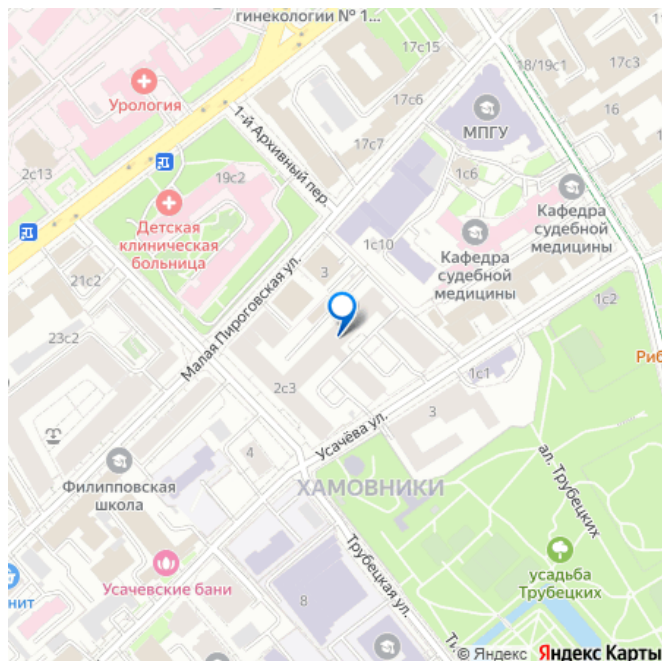 гинекологии № 1...
17с15
18/19с1
17с3
Урология
17с6
16
МПГУ
1-й Архивный пер.
17с7
2с13
19с2
1с6
Детская
клиническая
больница
Кафедра
судебной
медицины
1с10
Кафедра
судебной
медицины
21с2
3
Малая Пироговская ул.
1с2
23с2
Риб
1с1
2с3
3
Усачёва ул.
4
ал. Трубецких
Филипповская
школа
ХАМОВНИКИ
Трубецкая ул.
Усачевские бани
усадьба
Трубецких
нит
8
© Яндекс Яндекс Карты